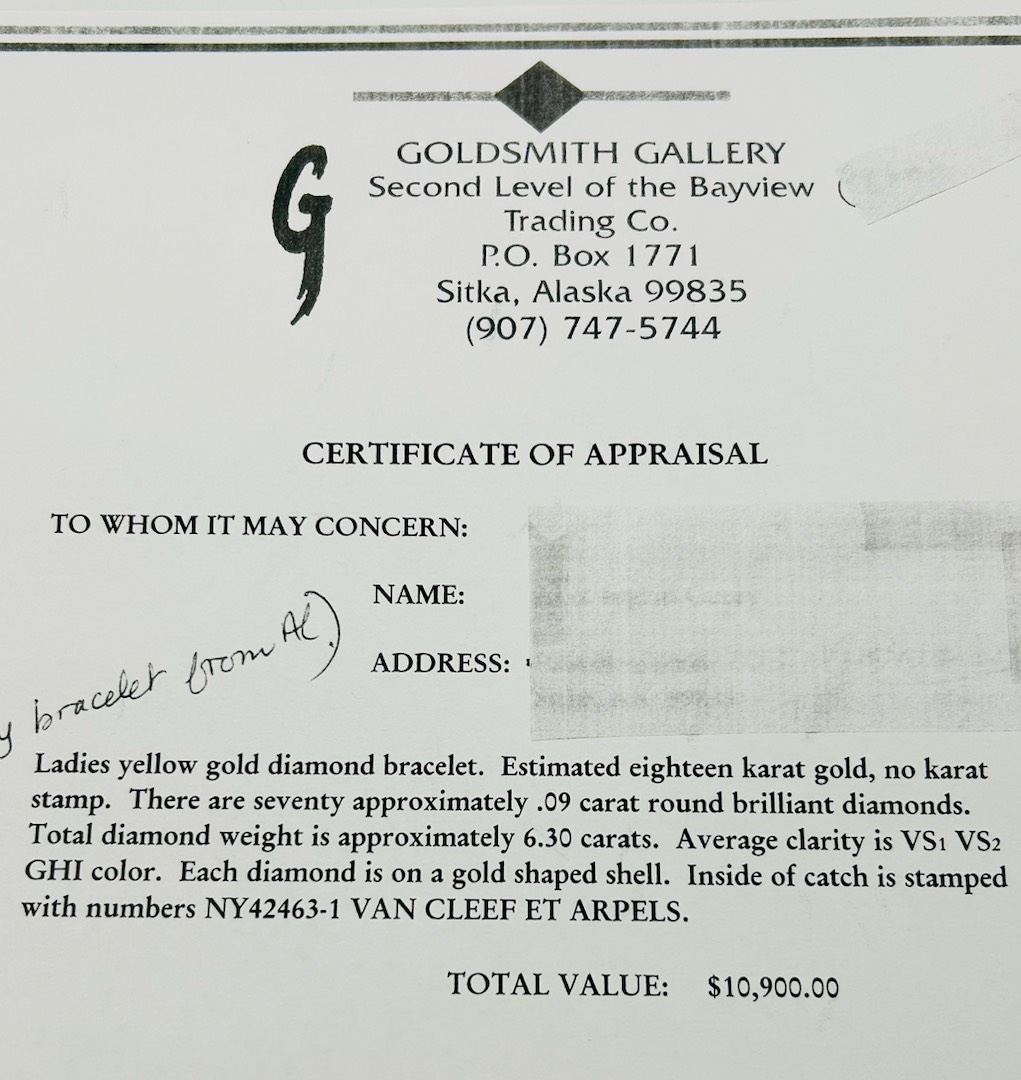 G
GOLDSMITH GALLERY
Second Level of the Bayview
Trading Co.
P.O. Box 1771
Sitka, Alaska 99835
(907) 747-5744
CERTIFICATE OF APPRAISAL
TO WHOM IT MAY CONCERN:
NAME:
ADDRESS:
bracelet from Al.)
Ladies yellow gold diamond bracelet. Estimated eighteen karat gold, no karat
stamp. There are seventy approximately .09 carat round brilliant diamonds.
Total diamond weight is approximately 6.30 carats. Average clarity is VS1 VS2
GHI color. Each diamond is on a gold shaped shell. Inside of catch is stamped
with numbers NY42463-1 VAN CLEEF ET ARPELS.
TOTAL VALUE: $10,900.00